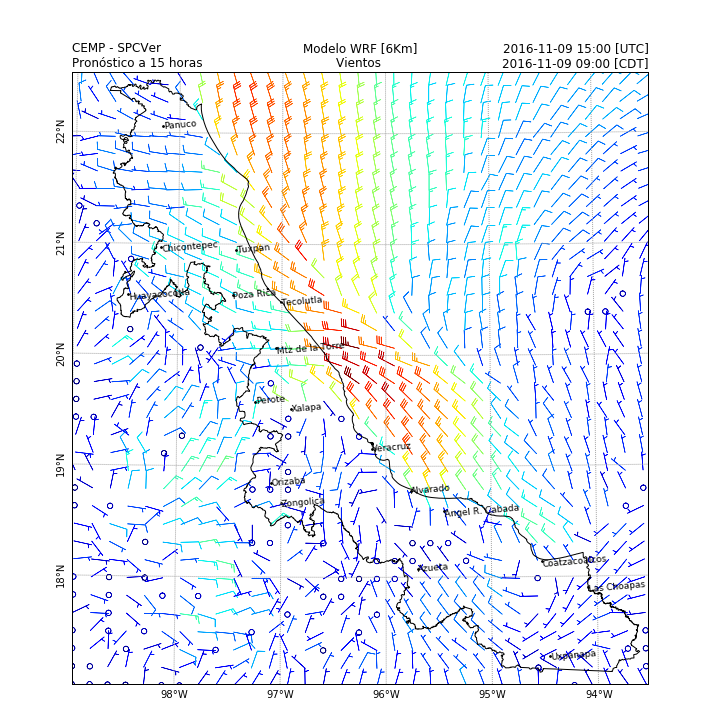 CEMP - SPCVer
Modelo WRF [6Km]
2016-11-09 15:00 [UTC]
Pronóstico a 15 horas
Vientos
2016-11-09 09:00 [CDT]
22°N
Panuco
21°N
Chicontepec
Tuxpan
Huayacocotla
Poza Rica
Tecolutla
20°N
Mtz de la Torre
Perote
Xalapa
19°N
Veracruz
Orizaba
Alvarado
Zongolica
Angel R. Cabada
18°N
Azueta
Coatzacoalcos
Las Choapas
Uxpanapa
98°W
97°W
96°W
95°W
94°W